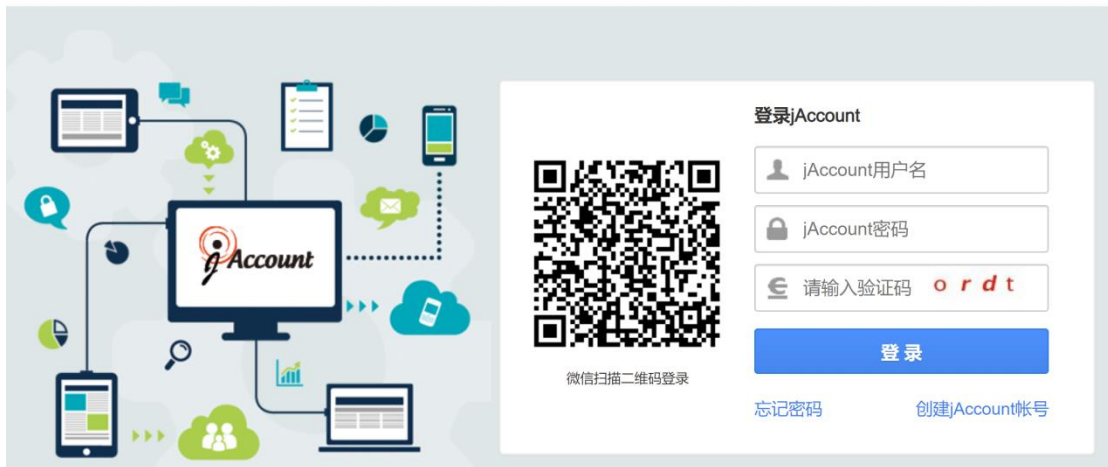 jAccount
微信扫描二维码登录
登录jAccount
jAccount用户名
jAccount密码
请输入验证码 o r d t
登 录
忘记密码 创建jAccount帐号